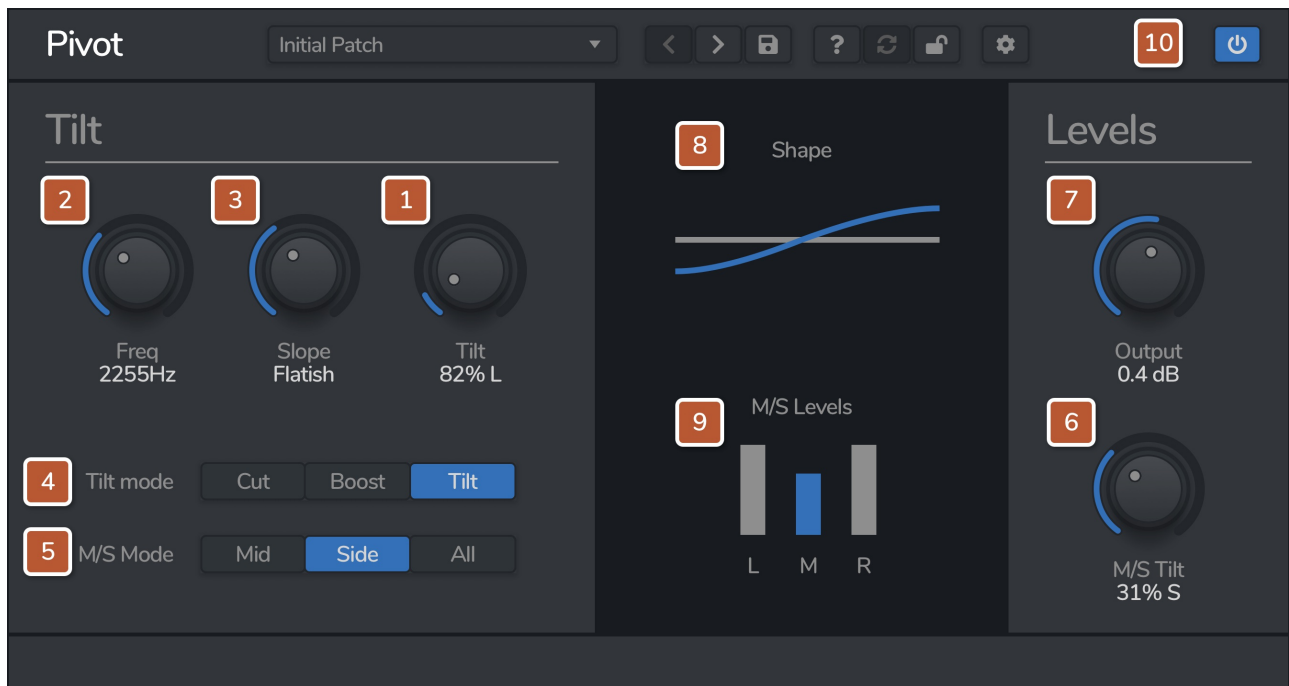 Pivot
Initial Patch
?
10
Tilt
2
3
1
Freq
2255Hz
Slope
Flatish
Tilt
82% L
4
Tilt mode
Cut
Boost
Tilt
5
M/S Mode
Mid
Side
All
8
Shape
9
M/S Levels
L
M
R
Levels
7
Output
0.4 dB
6
M/S Tilt
31% S